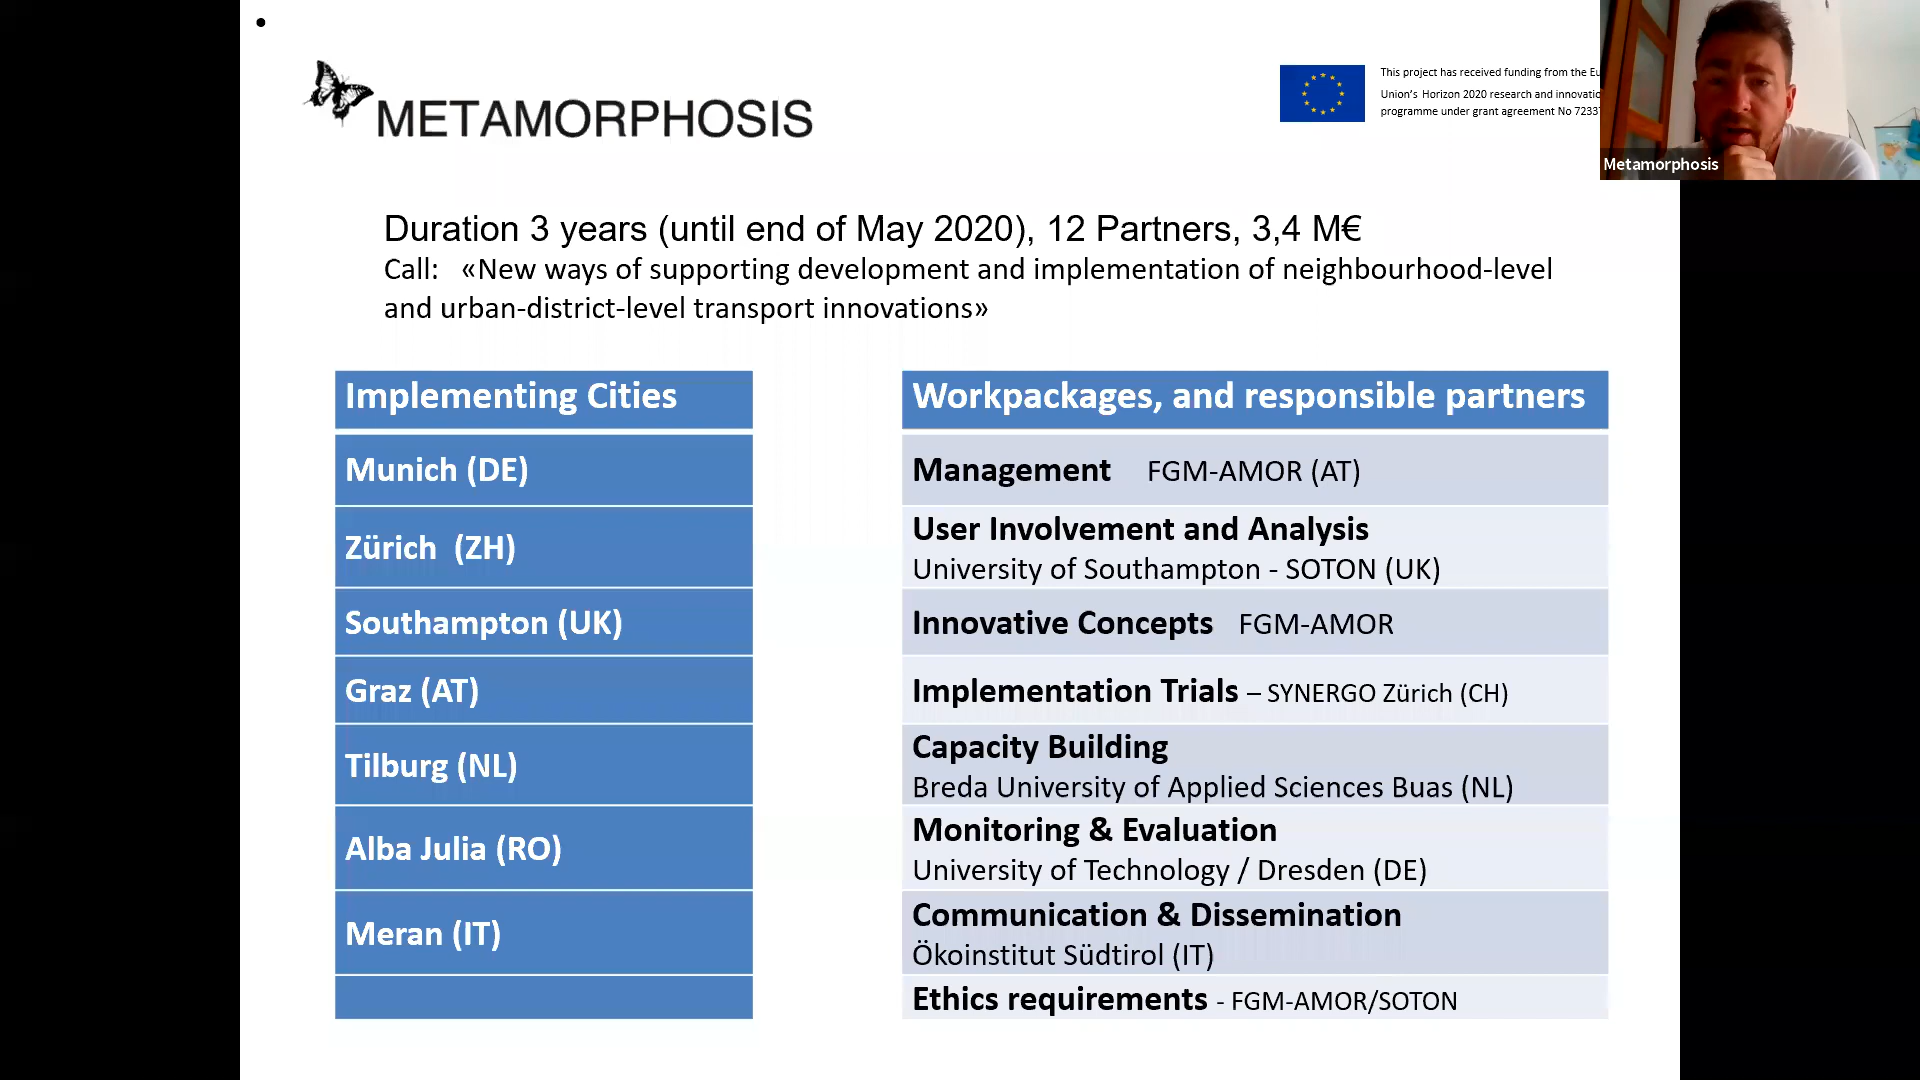 METAMORPHOSIS
This project has received funding from the
Union's Horizon 2020 research and
programme under grant agreement No
Metamorphosis
Duration 3 years (until end of May 2020), 12 Partners, 3,4 M€
Call: «New ways of supporting development and implementation of neighbourhood-level
and urban-district-level transport innovations»
Implementing Cities
Munich (DE)
Zürich (ZH)
Southampton (UK)
Graz (AT)
Tilburg (NL)
Alba Julia (RO)
Meran (IT)
Workpackages, and responsible partners
Management FGM-AMOR (AT)
User Involvement and Analysis
University of Southampton - SOTON (UK)
Innovative Concepts FGM-AMOR
Implementation Trials – SYNERGO Zürich (CH)
Capacity Building
Breda University of Applied Sciences Buas (NL)
Monitoring & Evaluation
University of Technology / Dresden (DE)
Communication & Dissemination
Ökoinstitut Südtirol (IT)
Ethics requirements - FGM-AMOR/SOTON